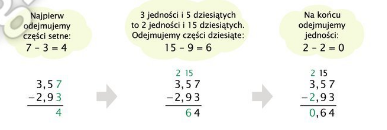 Najpierw
odejmujemy
części setne:
7 – 3 = 4
3,57
–2,93
4
3 jedności i 5 dziesiątych
to 2 jedności i 15 dziesiątych.
Odejmujemy części dziesiąte:
15 – 9 = 6
2 15
3,57
–2,93
64
Na końcu
odejmujemy
jedności:
2 – 2 = 0
2 15
3,57
–2,93
0,64